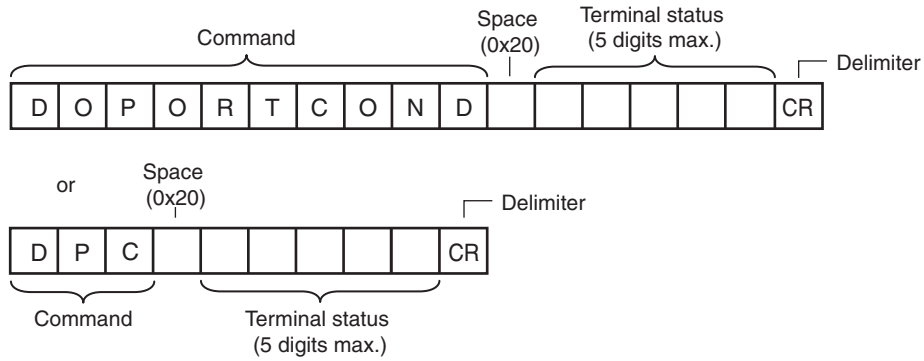 Command
Space
(0x20)
Terminal status
(5 digits max.)
Delimiter
D O P O R T C O N D CR
or
Space
(0x20)
Delimiter
D P C CR
Command
Terminal status
(5 digits max.)